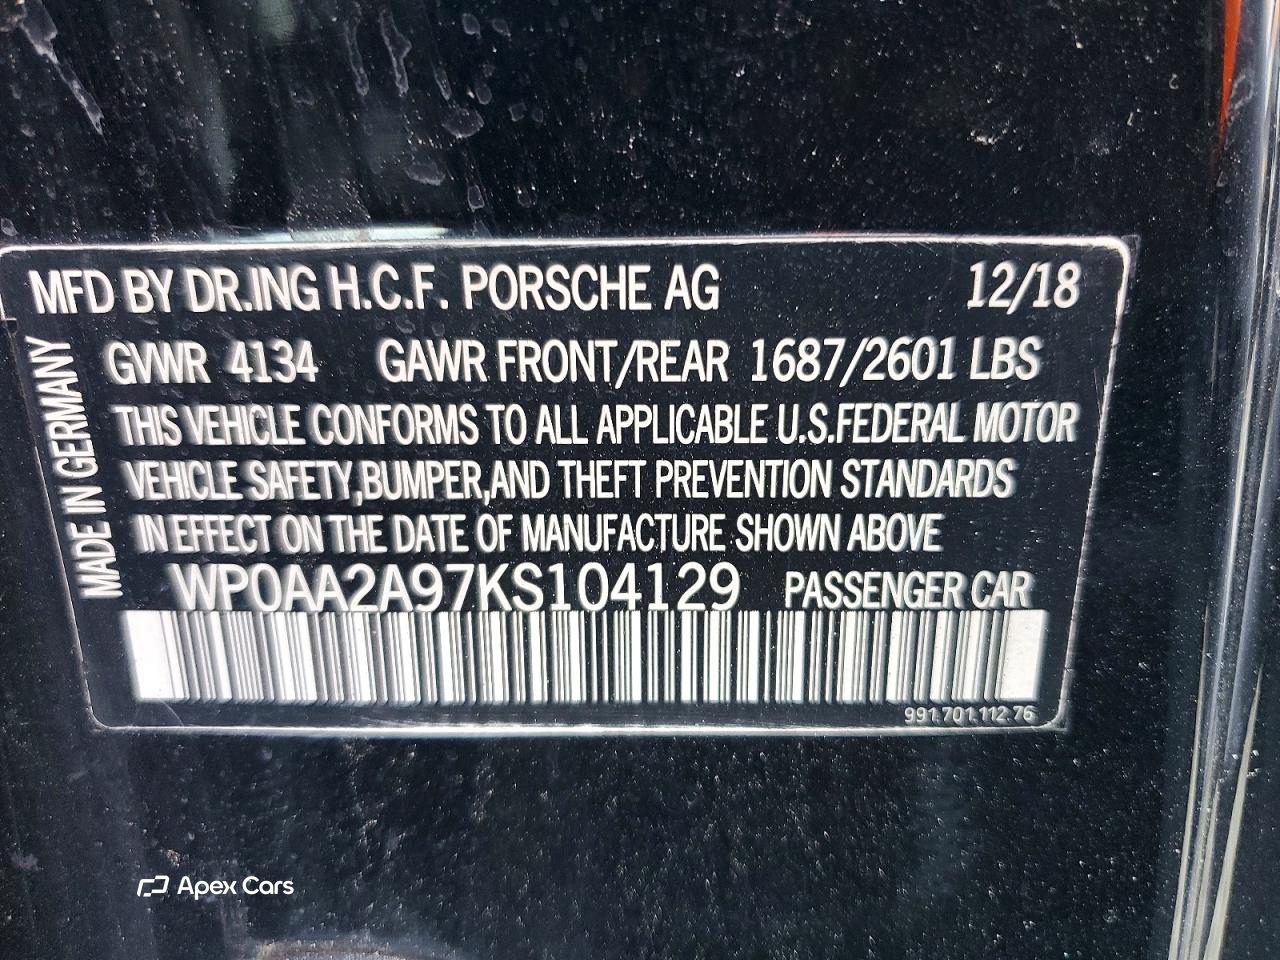 MFD BY DR.ING H.C.F. PORSCHE AG 12/18
GVWR 4134 GAWR FRONT/REAR 1687/2601 LBS
THIS VEHICLE CONFORMS TO ALL APPLICABLE U.S.FEDERAL MOTOR
VEHICLE SAFETY,BUMPER,AND THEFT PREVENTION STANDARDS
IN EFFECT ON THE DATE OF MANUFACTURE SHOWN ABOVE
WP0AA2A97KS104129 PASSENGER CAR
991.701.112.76
MADE IN GERMANY
Apex Cars